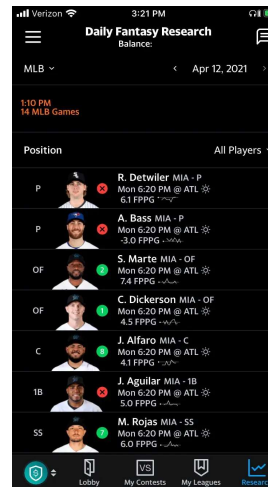 Verizon 3:21 PM
Daily Fantasy Research
Balance:
MLB Apr 12, 2021
1:10 PM
14 MLB Games
Position All Players
R. Detwiler MIA - P
P Mon 6:20 PM @ ATL
6.1 FPPG
A. Bass MIA - P
P Mon 6:20 PM @ ATL
-3.0 FPPG
S. Marte MIA - OF
OF 2 Mon 6:20 PM @ ATL
7.4 FPPG
C. Dickerson MIA - OF
OF 1 Mon 6:20 PM @ ATL
4.5 FPPG
J. Alfaro MIA - C
C 8 Mon 6:20 PM @ ATL
4.1 FPPG
J. Aguilar MIA - 1B
1B Mon 6:20 PM @ ATL
5.0 FPPG
M. Rojas MIA - SS
SS 7 Mon 6:20 PM @ ATL
6.0 FPPG
Lobby My Contests My Leagues Research